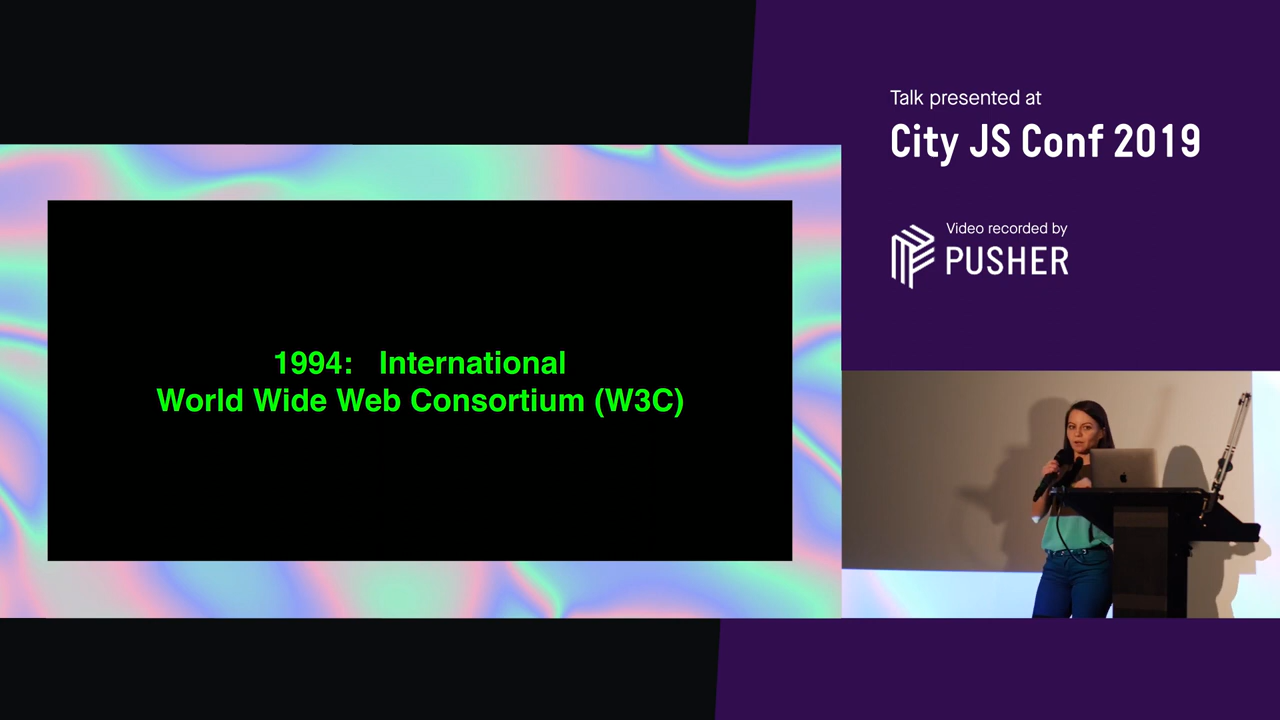 Talk presented at
City JS Conf 2019
Video recorded by
PUSHER
1994: International
World Wide Web Consortium (W3C)